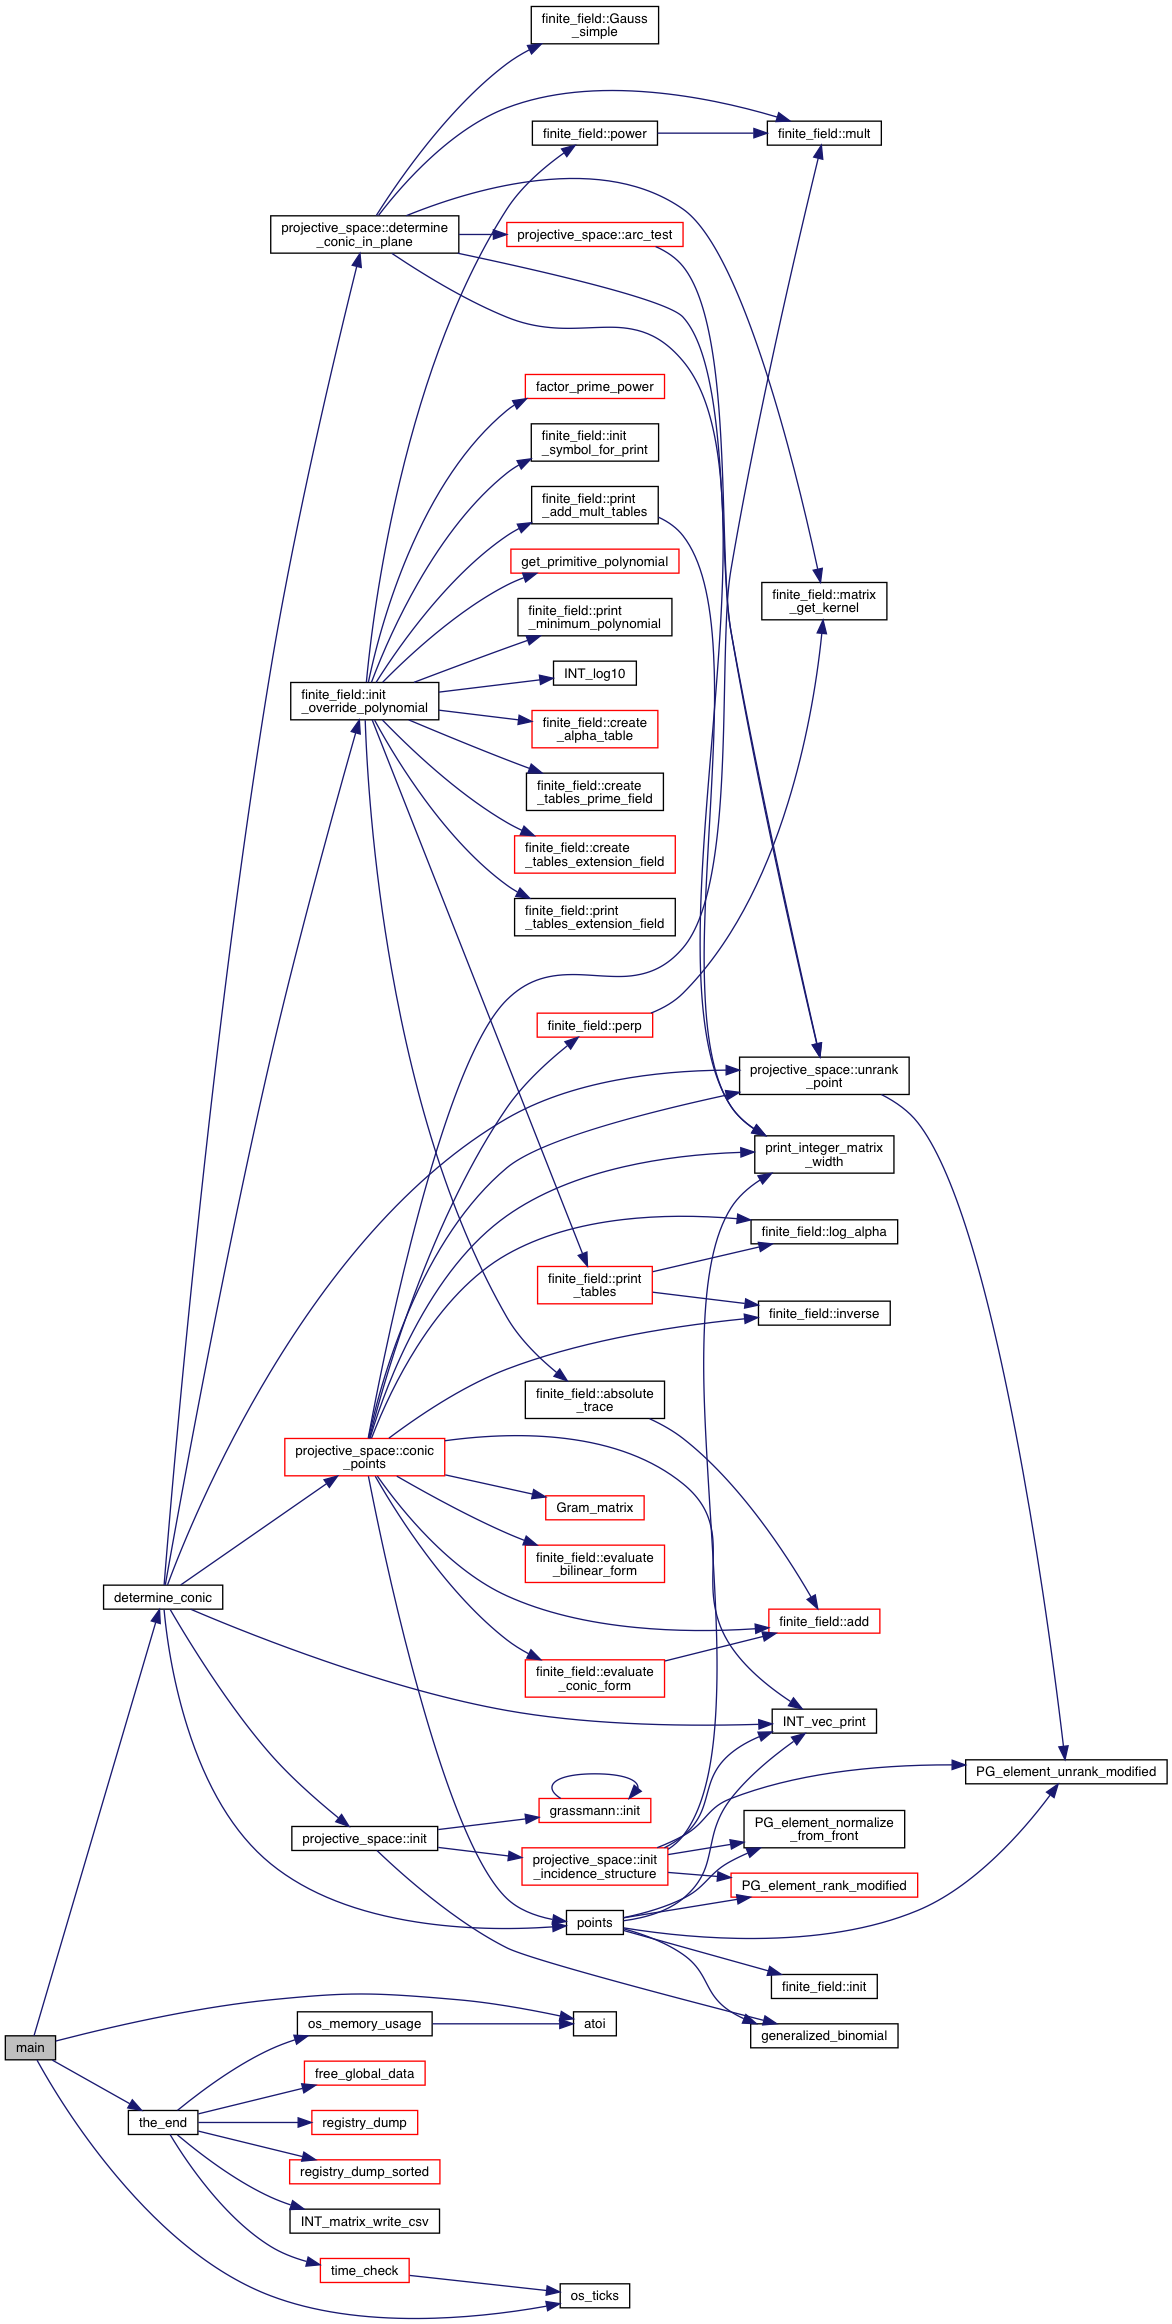 finite_field::Gauss
_simple
finite_field::power
finite_field::mult
projective_space::determine
_conic_in_plane
projective_space::arc_test
factor_prime_power
finite_field::init
_symbol_for_print
finite_field::print
_add_mult_tables
get_primitive_polynomial
finite_field::matrix
_get_kernel
finite_field::print
_minimum_polynomial
INT_log10
finite_field::init
_override_polynomial
finite_field::create
_alpha_table
finite_field::create
_tables_prime_field
finite_field::create
_tables_extension_field
finite_field::print
_tables_extension_field
finite_field::perp
projective_space::unrank
_point
print_integer_matrix
_width
finite_field::log_alpha
finite_field::print
_tables
finite_field::inverse
finite_field::absolute
_trace
projective_space::conic
_points
Gram_matrix
finite_field::evaluate
_bilinear_form
determine_conic
finite_field::add
finite_field::evaluate
_conic_form
INT_vec_print
PG_element_unrank_modified
grassmann::init
projective_space::init
PG_element_normalize
_from_front
projective_space::init
_incidence_structure
PG_element_rank_modified
points
finite_field::init
os_memory_usage
atoi
generalized_binomial
main
free_global_data
the_end
registry_dump
registry_dump_sorted
INT_matrix_write_csv
time_check
os_ticks